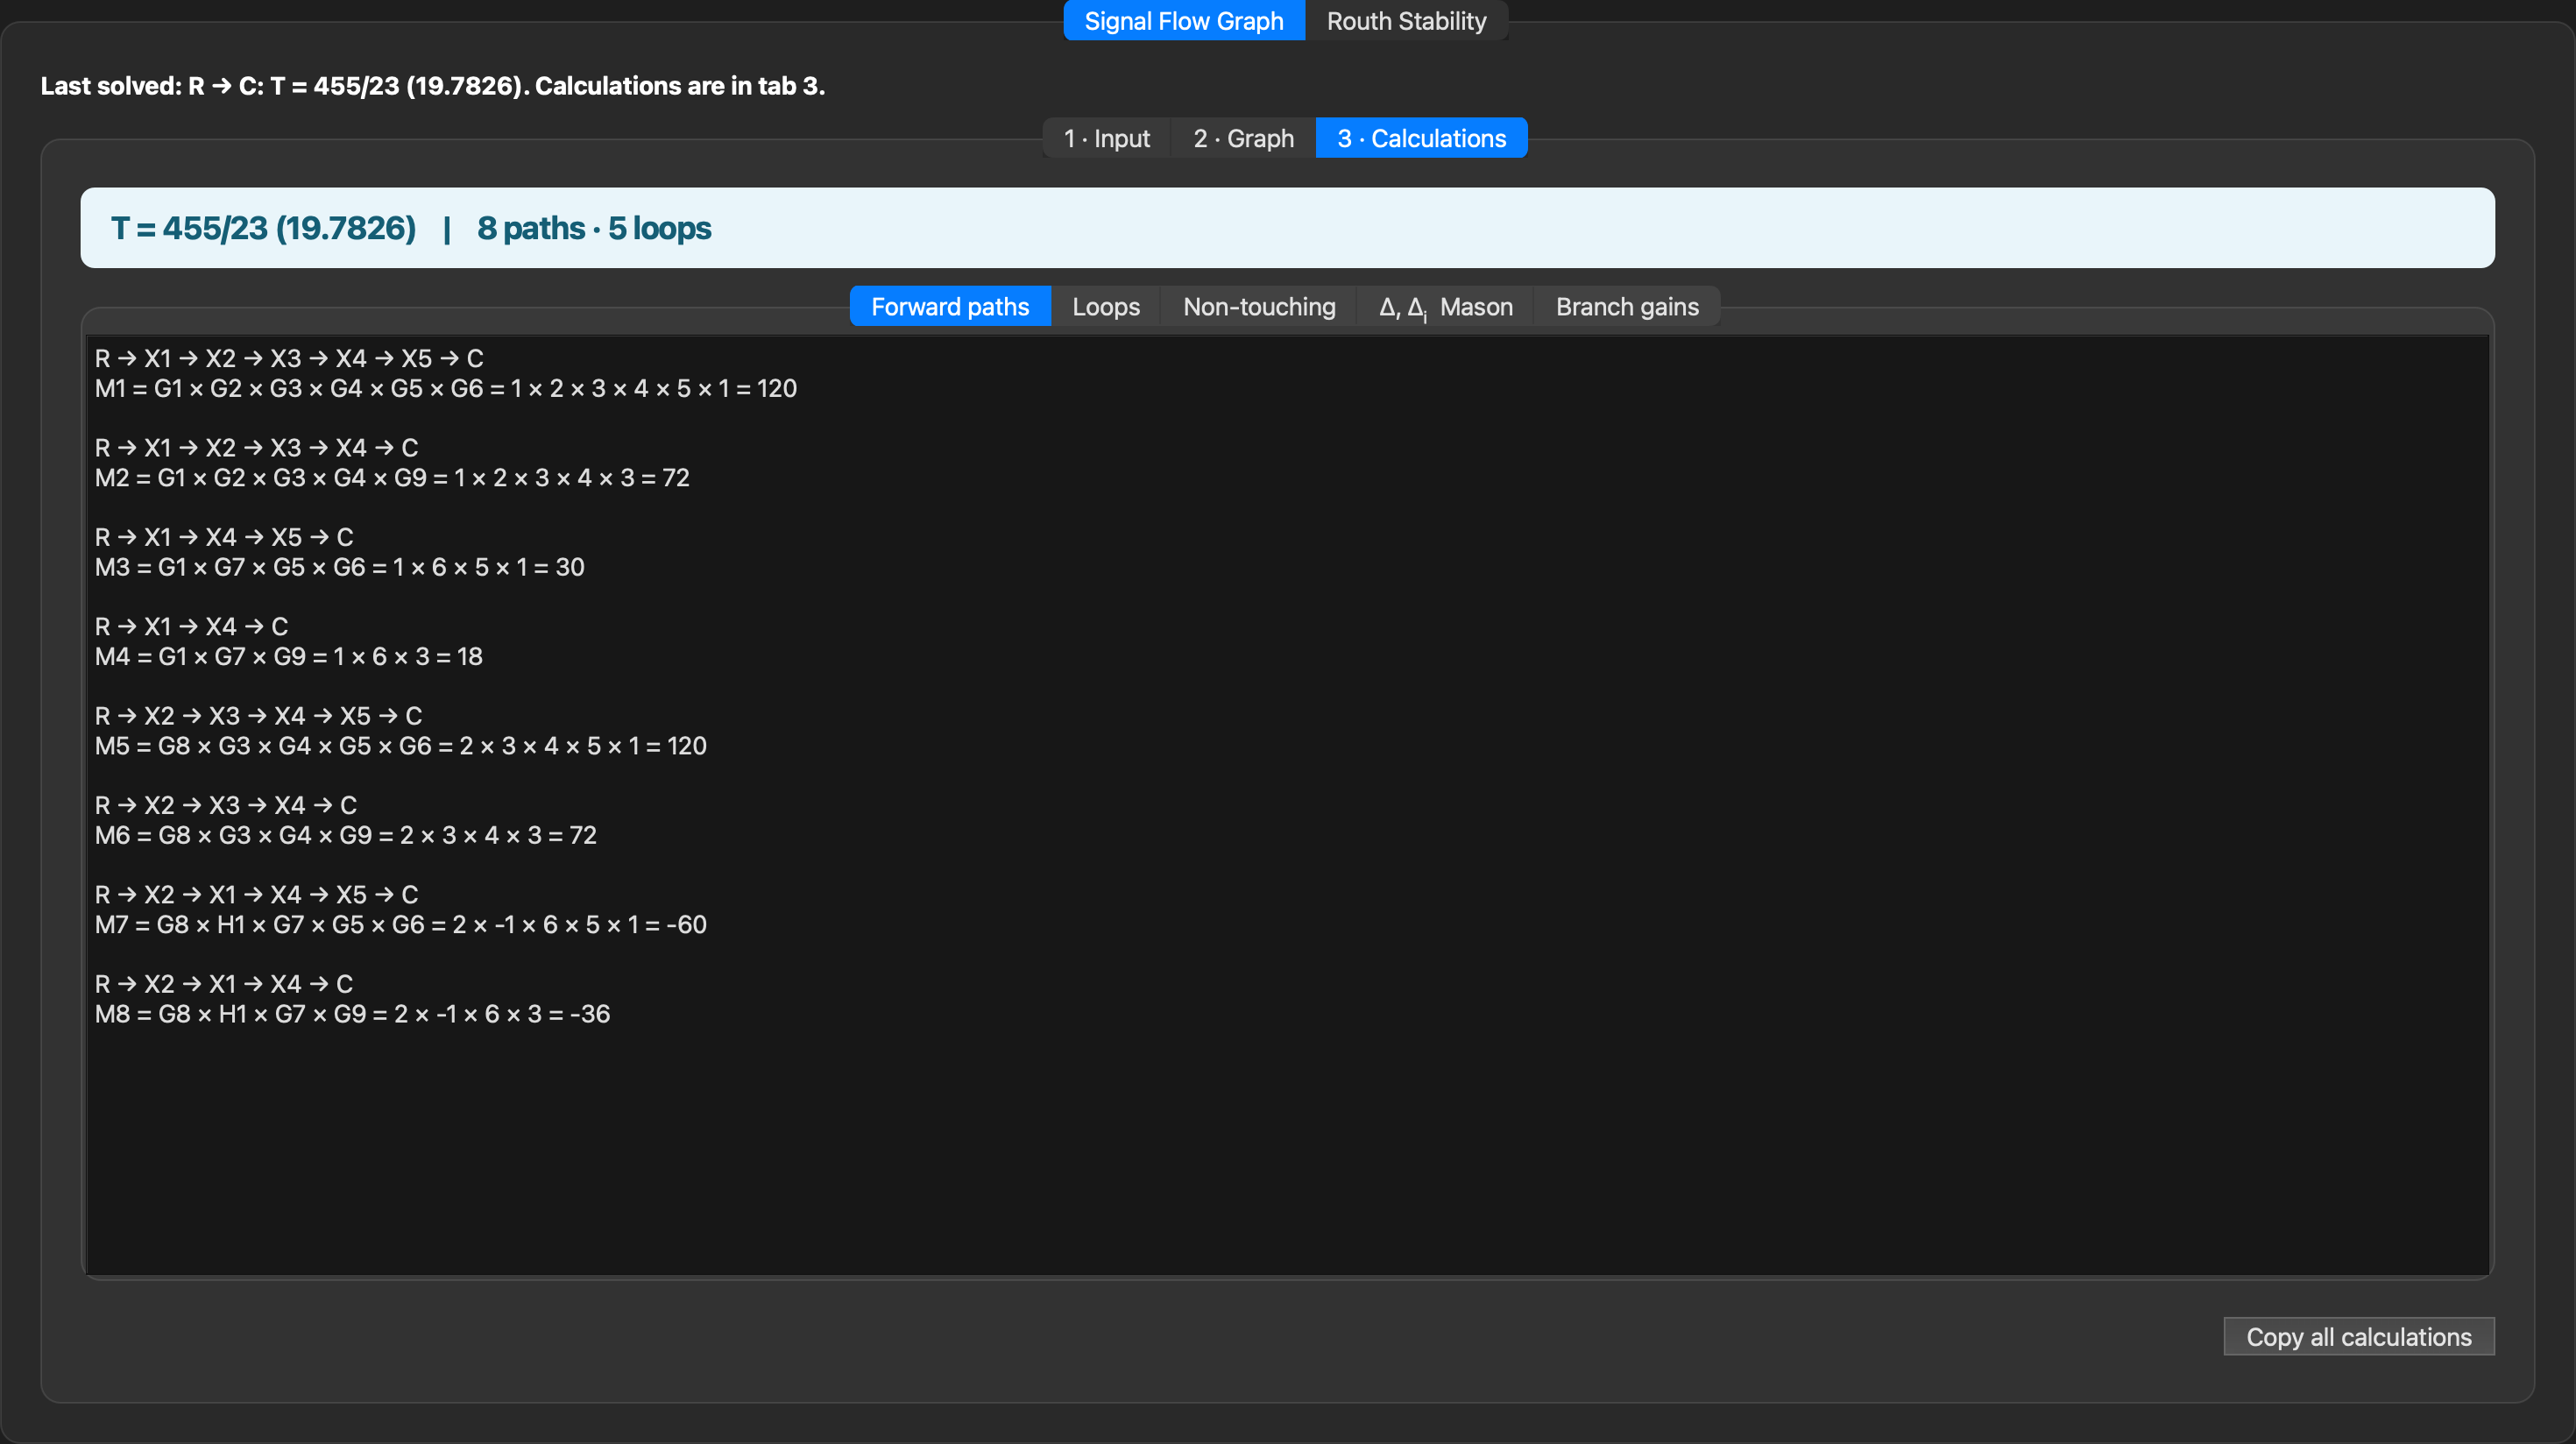 Signal Flow Graph Routh Stability
Last solved: R → C: T = 455/23 (19.7826). Calculations are in tab 3.
1 · Input 2 · Graph 3 · Calculations
T = 455/23 (19.7826) | 8 paths · 5 loops
Forward paths Loops Non-touching Δ, Δᵢ Mason Branch gains
R → X1 → X2 → X3 → X4 → X5 → C
M1 = G1 × G2 × G3 × G4 × G5 × G6 = 1 × 2 × 3 × 4 × 5 × 1 = 120
R → X1 → X2 → X3 → X4 → C
M2 = G1 × G2 × G3 × G4 × G9 = 1 × 2 × 3 × 4 × 3 = 72
R → X1 → X4 → X5 → C
M3 = G1 × G7 × G5 × G6 = 1 × 6 × 5 × 1 = 30
R → X1 → X4 → C
M4 = G1 × G7 × G9 = 1 × 6 × 3 = 18
R → X2 → X3 → X4 → X5 → C
M5 = G8 × G3 × G4 × G5 × G6 = 2 × 3 × 4 × 5 × 1 = 120
R → X2 → X3 → X4 → C
M6 = G8 × G3 × G4 × G9 = 2 × 3 × 4 × 3 = 72
R → X2 → X1 → X4 → X5 → C
M7 = G8 × H1 × G7 × G5 × G6 = 2 × -1 × 6 × 5 × 1 = -60
R → X2 → X1 → X4 → C
M8 = G8 × H1 × G7 × G9 = 2 × -1 × 6 × 3 = -36
Copy all calculations